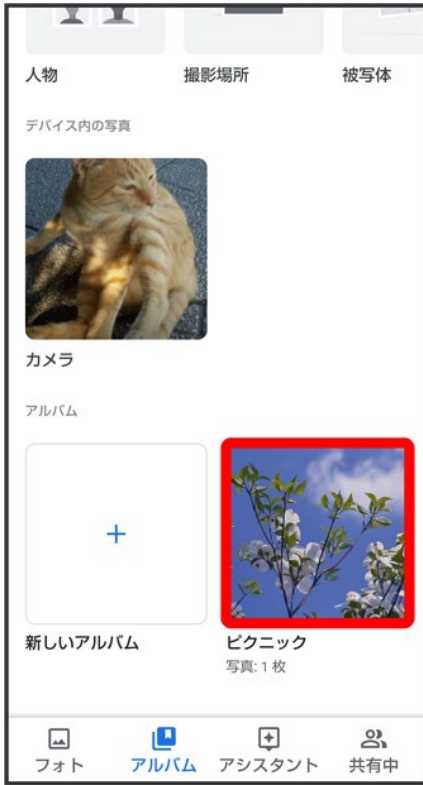 人物 撮影場所 被写体
デバイス内の写真
カメラ
アルバム
新しいアルバム ピクニック
写真: 1 枚
フォト アルバム アシスタント 共有中